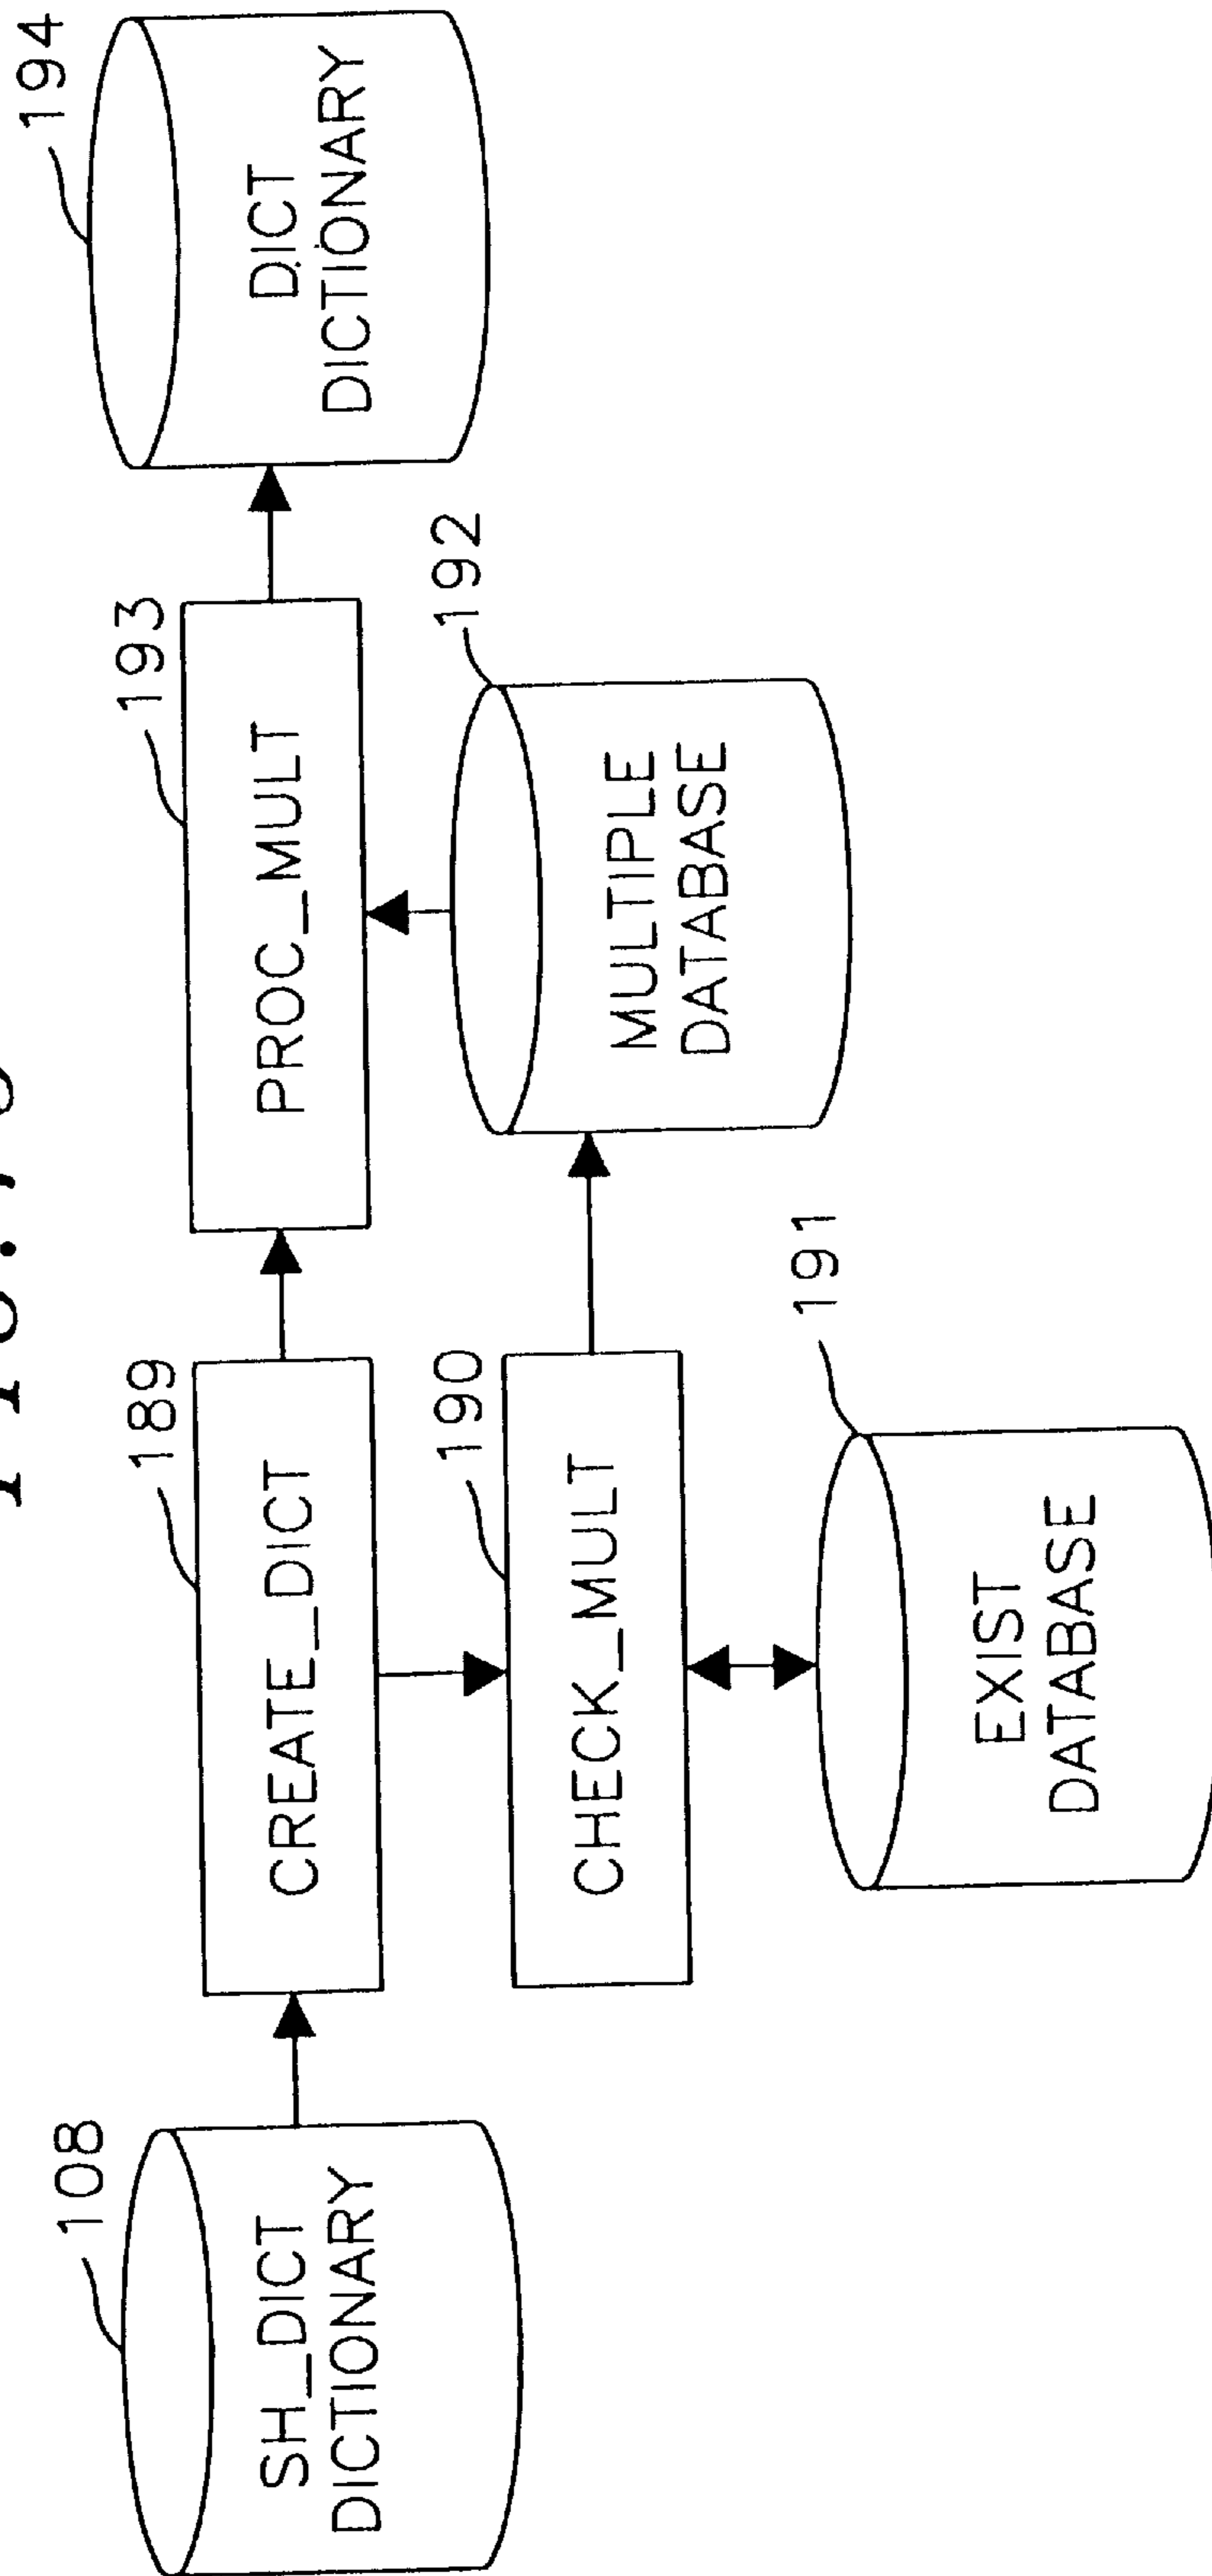 108
SH_DICT
DICTIONARY
189
CREATE_DICT
190
CHECK_MULT
191
EXIST
DATABASE
193
PROC_MULT
192
MULTIPLE
DATABASE
194
DICT
DICTIONARY